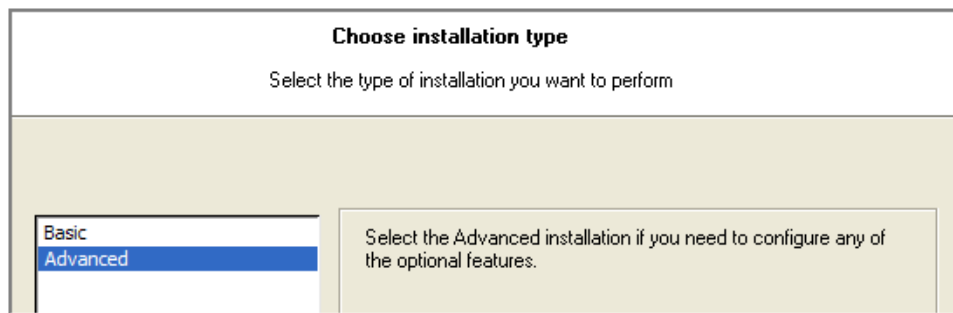 Choose installation type
Select the type of installation you want to perform
Basic
Advanced
Select the Advanced installation if you need to configure any of
the optional features.